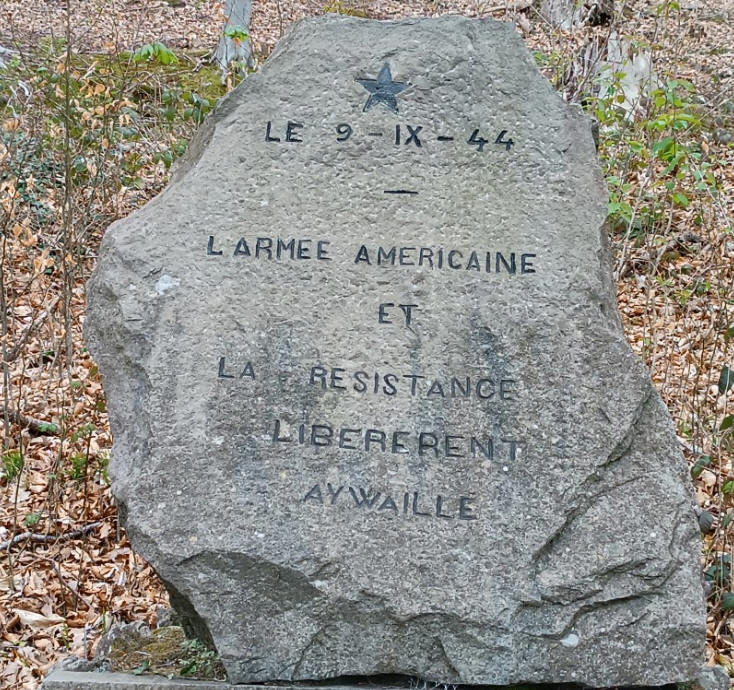 LE 9-IX-44
—
LARMEE AMERICAINE
ET
LA RESISTANCE
LIBERERENT
AYWAILLE